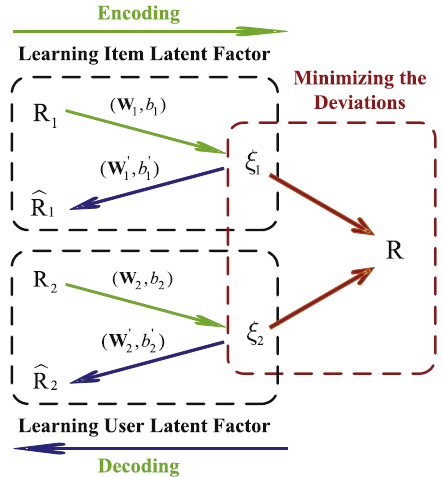 Encoding
Learning Item Latent Factor
Minimizing the
Deviations
R₁
(W₁,b₁)
ξ₁
(W₁',b₁')
R̂₁
R
R₂
(W₂,b₂)
(W₂',b₂')
ξ₂
R̂₂
Learning User Latent Factor
Decoding